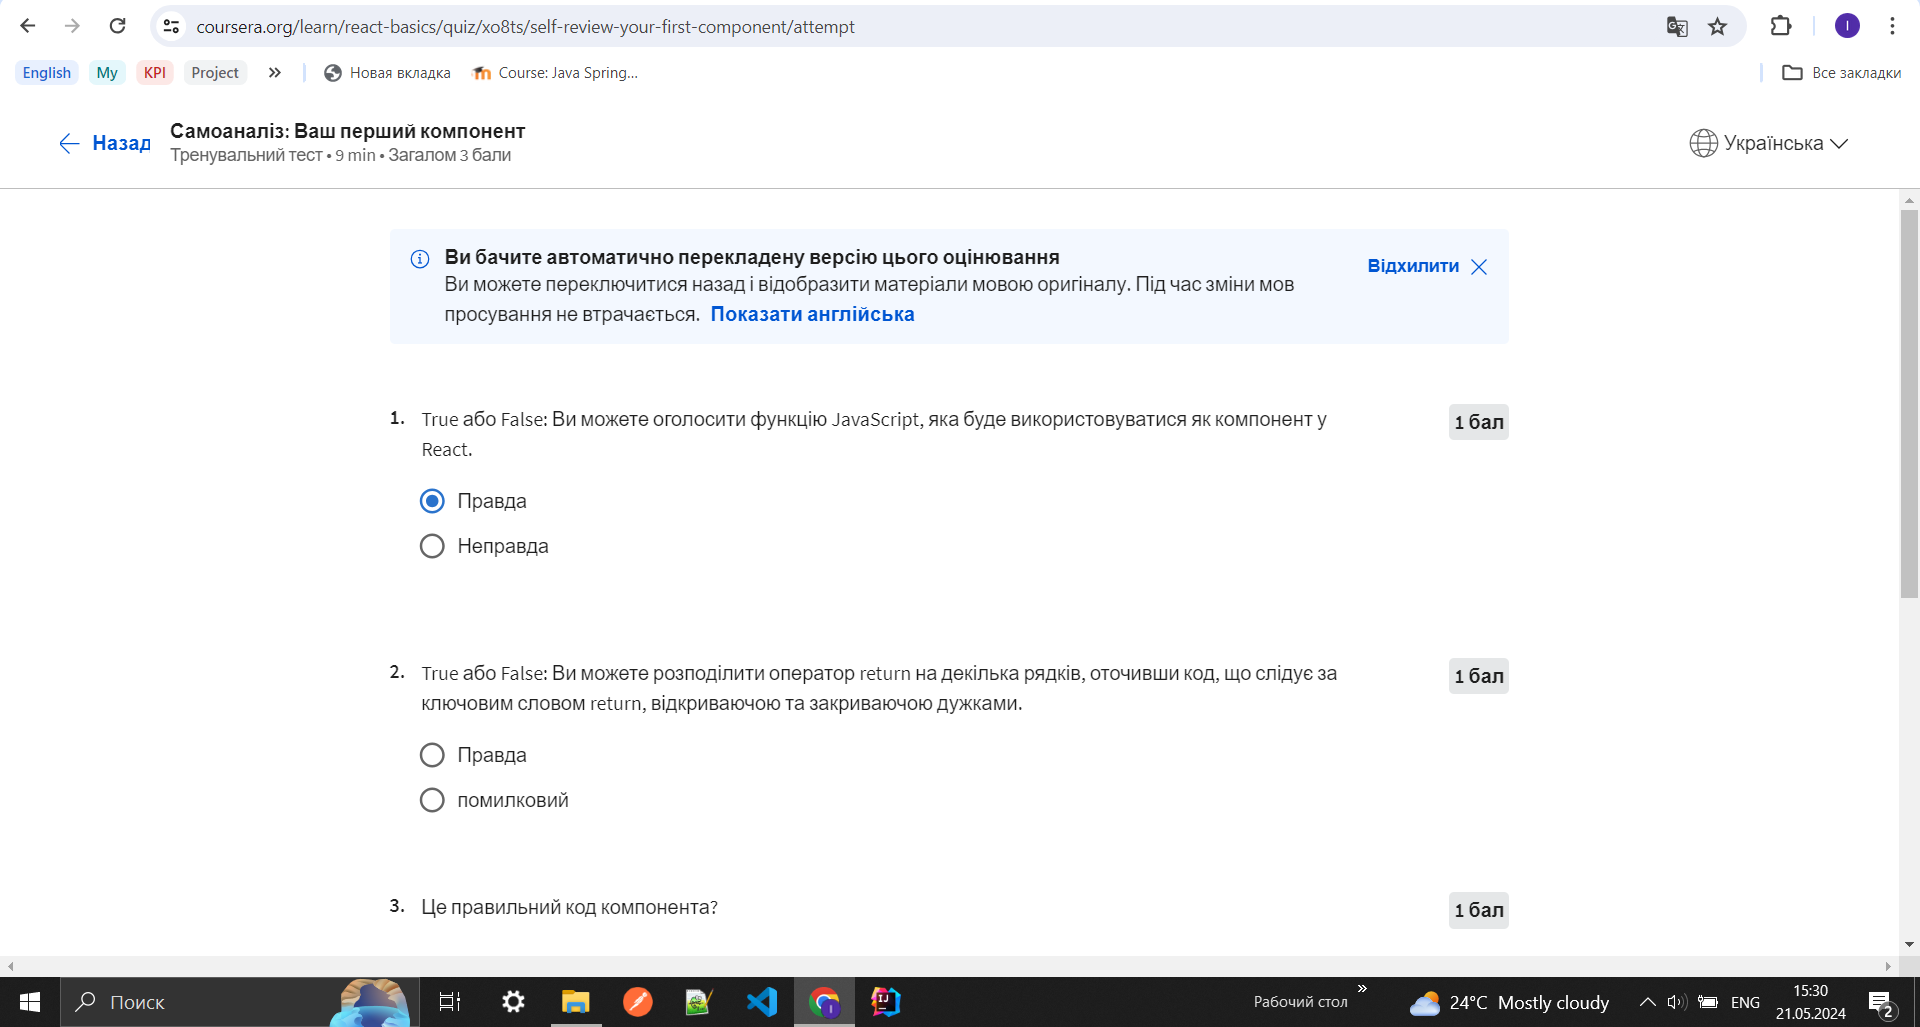 coursera.org/learn/react-basics/quiz/xo8ts/self-review-your-first-component/attempt
I
English
My
KPI
Project
Новая вкладка
Course: Java Spring...
Все закладки
Назад
Самоаналіз: Ваш перший компонент
Тренувальний тест • 9 min • Загалом 3 бали
Українська
Ви бачите автоматично перекладену версію цього оцінювання
Відхилити
Ви можете переключитися назад і відобразити матеріали мовою оригіналу. Під час зміни мов
просування не втрачається. Показати англійська
1. True або False: Ви можете оголосити функцію JavaScript, яка буде використовуватися як компонент у
React.
1 бал
Правда
Неправда
2. True або False: Ви можете розподілити оператор return на декілька рядків, оточивши код, що слідує за
ключовим словом return, відкриваючою та закриваючою дужками.
1 бал
Правда
помилковий
3. Це правильний код компонента?
1 бал
Поиск
Рабочий стол
24°C Mostly cloudy
ENG
15:30
21.05.2024
2